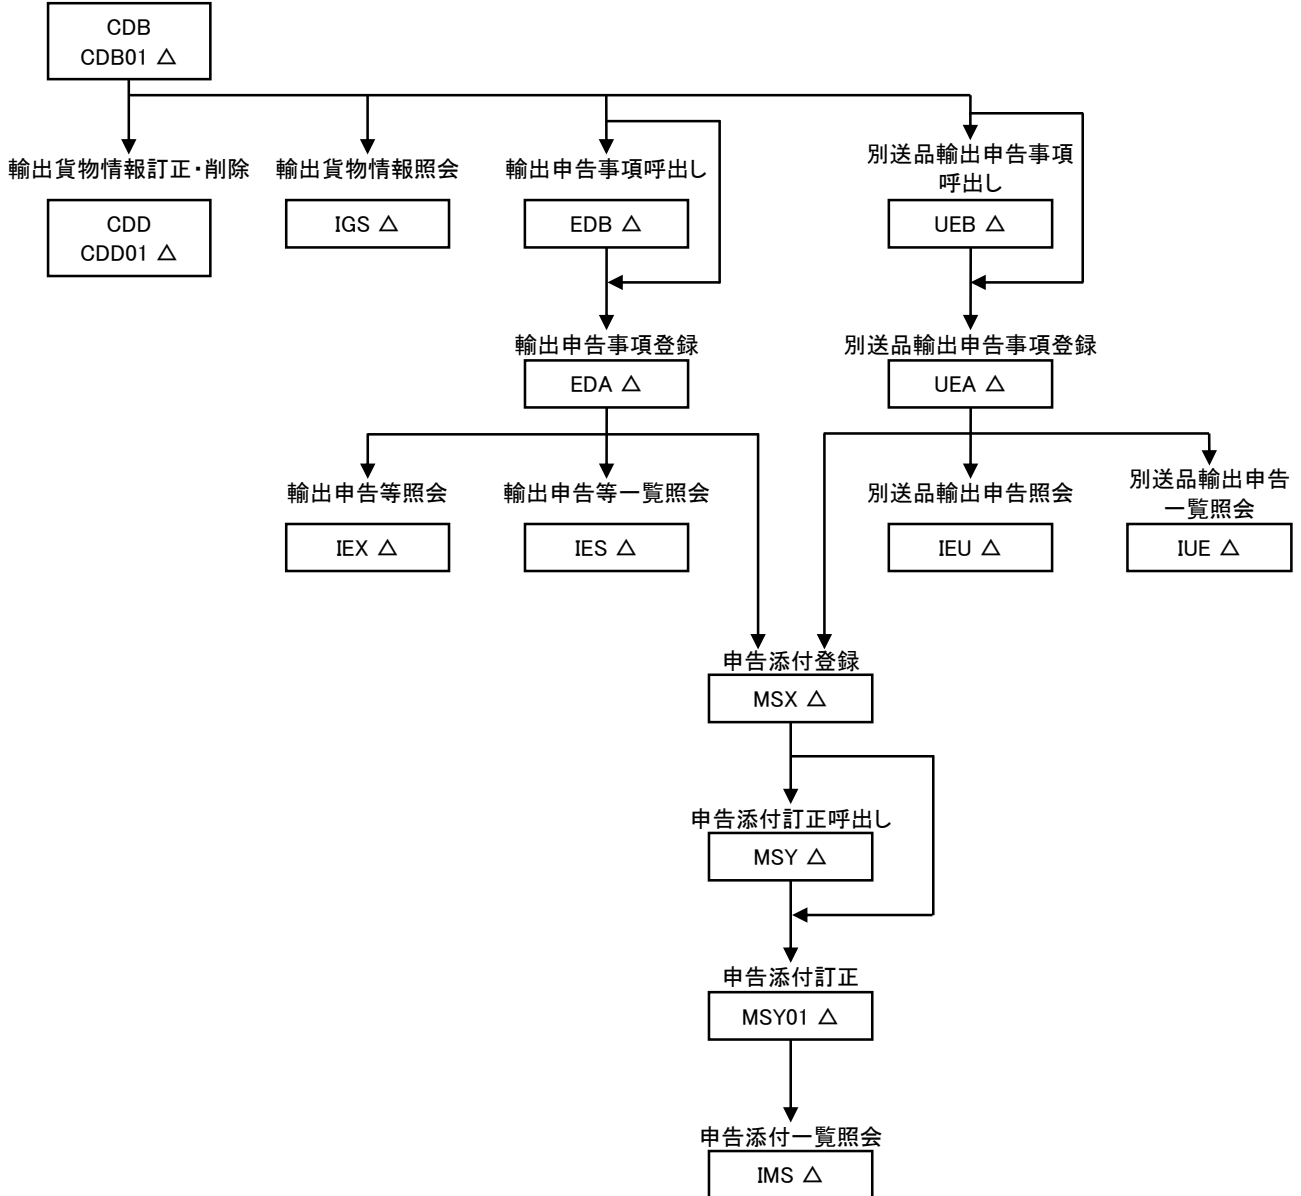 CDB
CDB01 △
輸出貨物情報訂正・削除
CDD
CDD01 △
輸出貨物情報照会
IGS △
輸出申告事項呼出し
EDB △
別送品輸出申告事項
呼出し
UEB △
輸出申告事項登録
EDA △
別送品輸出申告事項登録
UEA △
輸出申告等照会
IEX △
輸出申告等一覧照会
IES △
別送品輸出申告照会
IEU △
別送品輸出申告
一覧照会
IUE △
申告添付登録
MSX △
申告添付訂正呼出し
MSY △
申告添付訂正
MSY01 △
申告添付一覧照会
IMS △